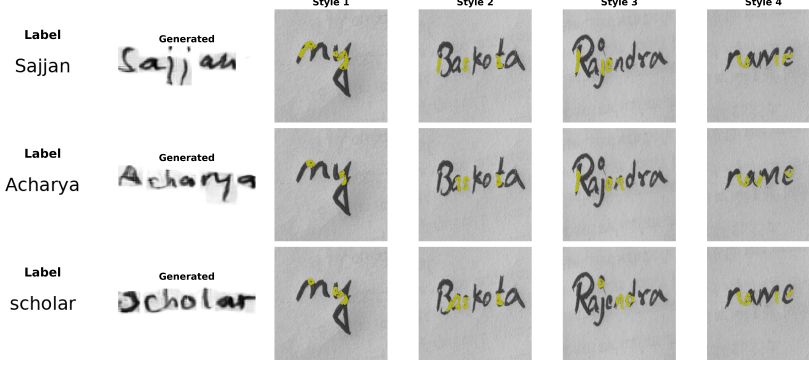 Style 1 Style 2 Style 3 Style 4
Label Generated
Sajjan Sajjan my Baskota Rajendra name
Label Generated
Acharya Acharya my Baskota Rajendra name
Label Generated
scholar scholar my Baskota Rajendra name